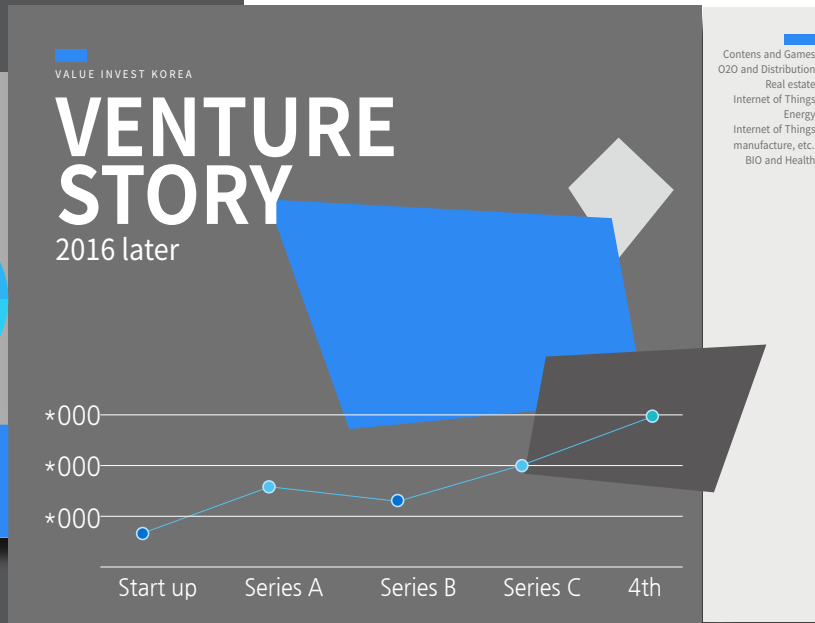 VALUE INVEST KOREA
VENTURE
STORY
2016 later
*000
*000
*000
Start up
Series A
Series B
Series C
4th
Contens and Games
O2O and Distribution
Real estate
Internet of Things
Energy
Internet of Things
manufacture, etc.
BIO and Health